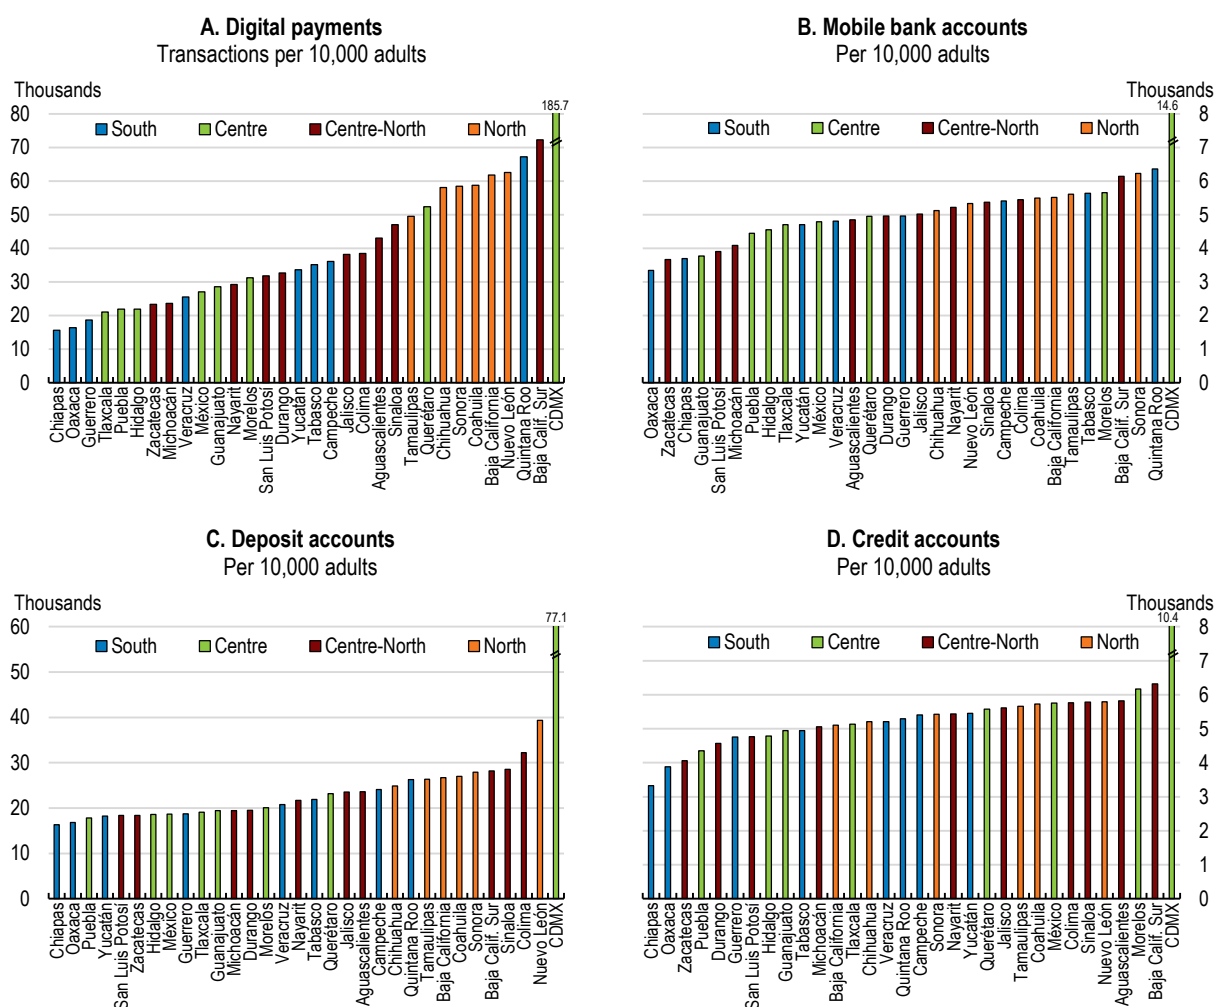 A. Digital payments
Transactions per 10,000 adults
Thousands
80
70
60
50
40
30
20
10
0
South
Centre
Centre-North
North
185.7
Chiapas
Oaxaca
Guerrero
Tlaxcala
Puebla
Hidalgo
Zacatecas
Michoacán
Veracruz
México
Guanajuato
Nayarit
Morelos
San Luis Potosí
Durango
Yucatán
Tabasco
Campeche
Jalisco
Colima
Aguascalientes
Sinaloa
Tamaulipas
Querétaro
Chihuahua
Sonora
Coahuila
Baja California
Nuevo León
Quintana Roo
Baja Calif. Sur
CDMX
B. Mobile bank accounts
Per 10,000 adults
Thousands
14.6
8
7
6
5
4
3
2
1
0
South
Centre
Centre-North
North
Oaxaca
Zacatecas
Chiapas
Guanajuato
San Luis Potosí
Michoacán
Puebla
Hidalgo
Tlaxcala
Yucatán
México
Veracruz
Aguascalientes
Querétaro
Durango
Guerrero
Jalisco
Chihuahua
Nayarit
Nuevo León
Sinaloa
Campeche
Colima
Coahuila
Baja California
Tamaulipas
Tabasco
Morelos
Baja Calif. Sur
Sonora
Quintana Roo
CDMX
C. Deposit accounts
Per 10,000 adults
Thousands
60
50
40
30
20
10
0
South
Centre
Centre-North
North
77.1
Chiapas
Oaxaca
Puebla
Yucatán
San Luis Potosí
Zacatecas
Hidalgo
México
Guerrero
Tlaxcala
Guanajuato
Michoacán
Durango
Morelos
Veracruz
Nayarit
Tabasco
Querétaro
Jalisco
Aguascalientes
Campeche
Chihuahua
Quintana Roo
Tamaulipas
Baja California
Coahuila
Sonora
Baja Calif. Sur
Sinaloa
Colima
Nuevo León
CDMX
D. Credit accounts
Per 10,000 adults
Thousands
10.4
8
7
6
5
4
3
2
1
0
South
Centre
Centre-North
North
Chiapas
Oaxaca
Zacatecas
Puebla
Durango
Guerrero
San Luis Potosí
Hidalgo
Guanajuato
Tabasco
Michoacán
Baja California
Tlaxcala
Chihuahua
Veracruz
Quintana Roo
Campeche
Sonora
Nayarit
Yucatán
Querétaro
Jalisco
Tamaulipas
Coahuila
México
Colima
Sinaloa
Nuevo León
Aguascalientes
Morelos
Baja Calif. Sur
CDMX